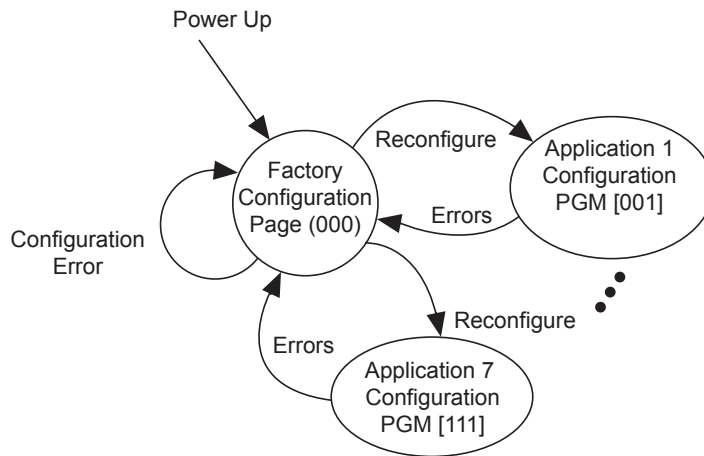 Power Up
Reconfigure
Application 1
Configuration
PGM [001]
Factory
Configuration
Page (000)
Errors
Configuration
Error
Reconfigure
Errors
Application 7
Configuration
PGM [111]